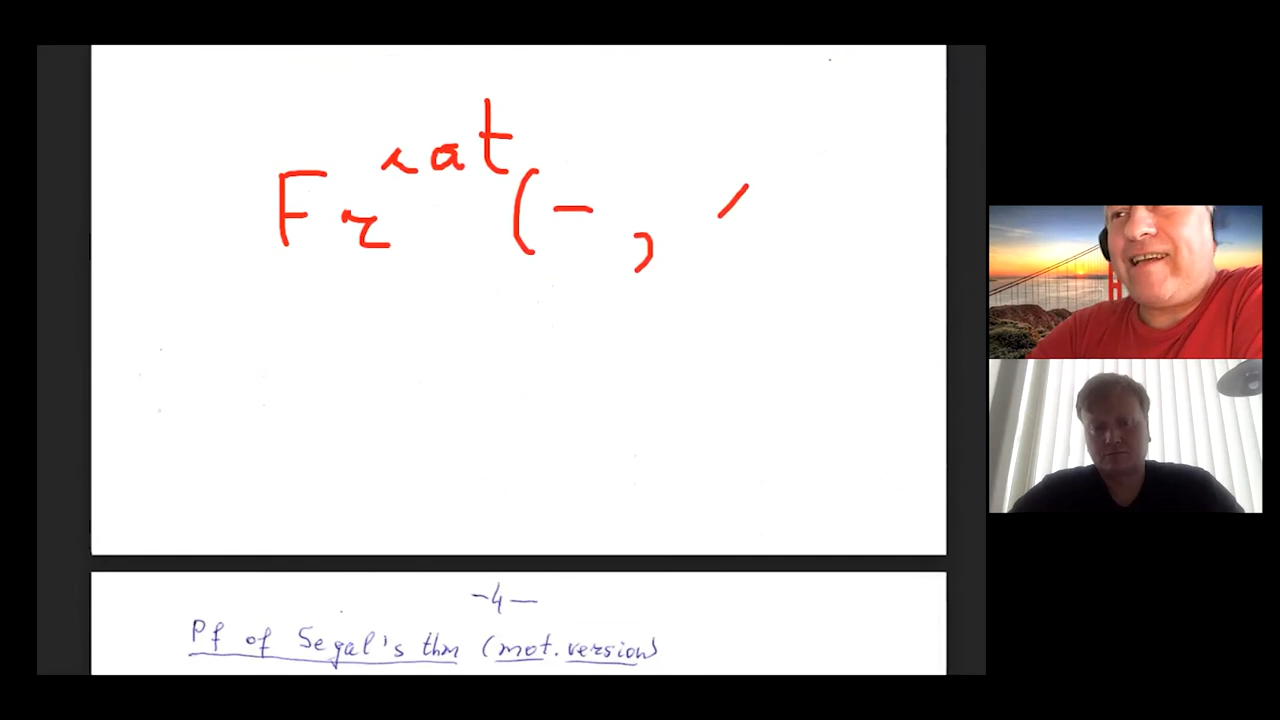 Fr^rat(-, 
-4-
Pf of Segal's thm (mot. version)